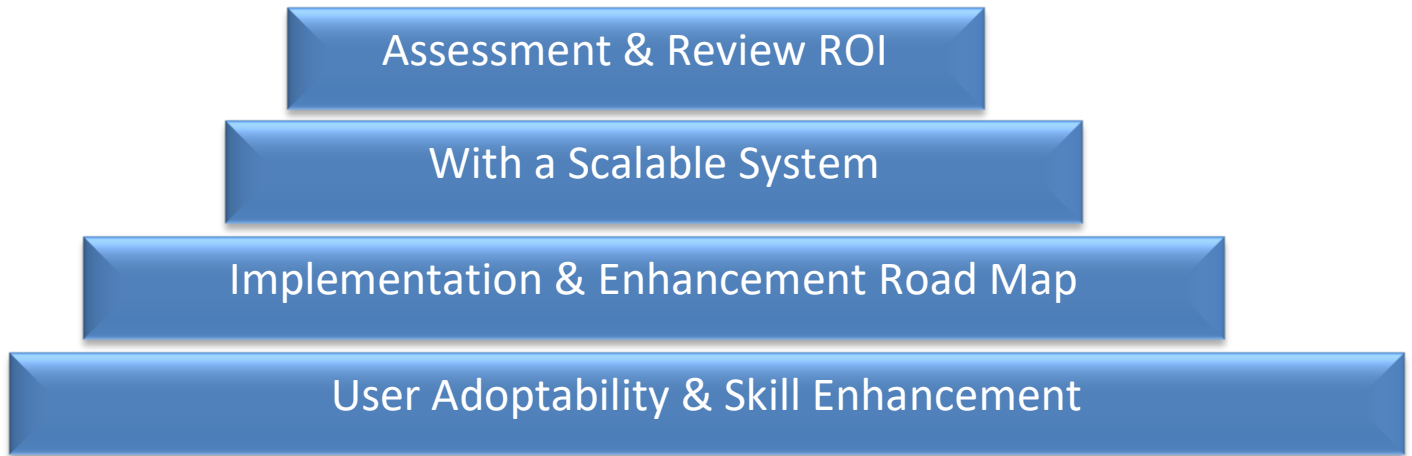 Assessment & Review ROI
With a Scalable System
Implementation & Enhancement Road Map
User Adoptability & Skill Enhancement